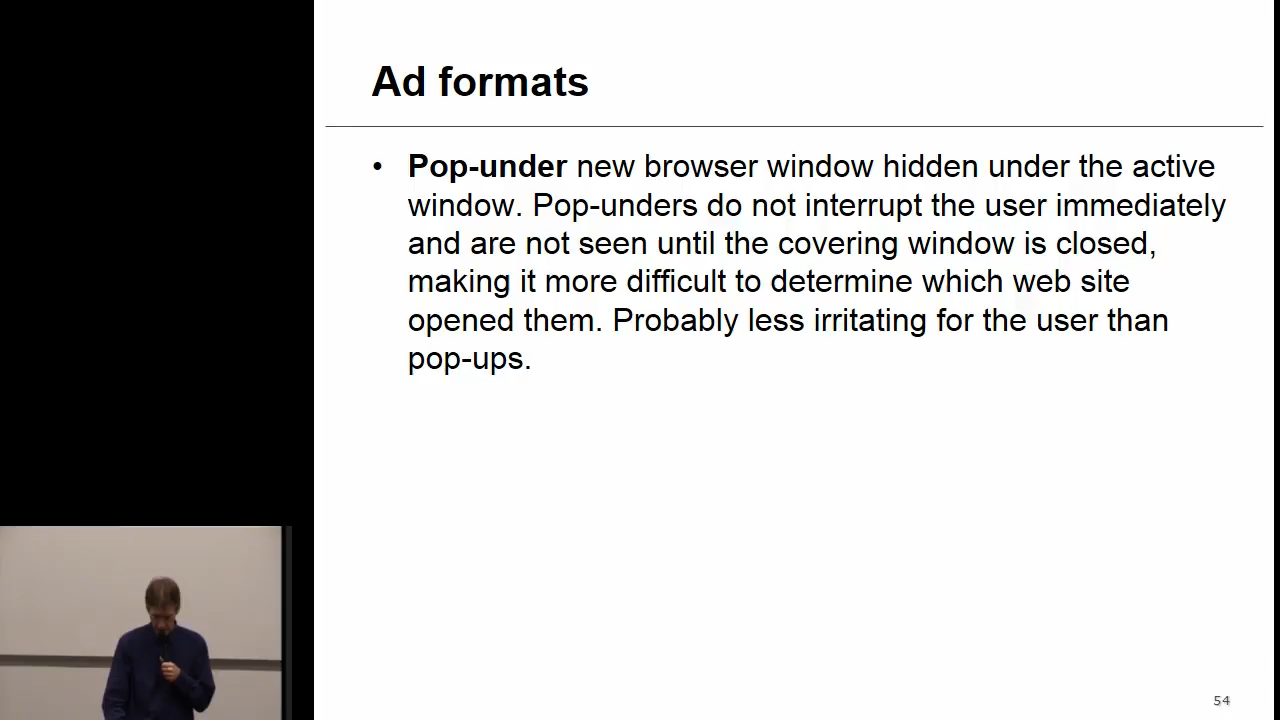 Ad formats
• Pop-under new browser window hidden under the active
window. Pop-unders do not interrupt the user immediately
and are not seen until the covering window is closed,
making it more difficult to determine which web site
opened them. Probably less irritating for the user than
pop-ups.
54